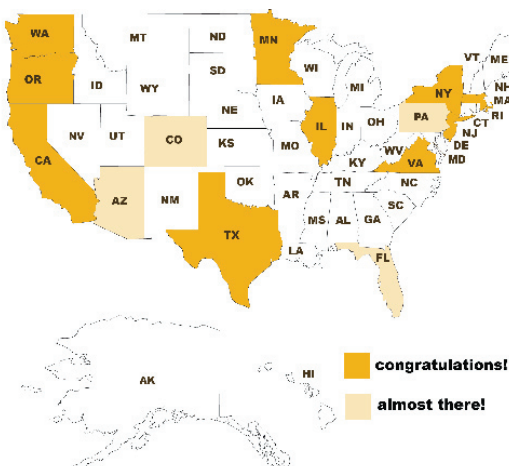 WA
MT
ND
MN
VT
ME
OR
ID
SD
WI
MI
NY
NH
MA
WY
NE
IA
PA
CT
RI
NV
UT
CO
KS
MO
IL
IN
OH
NJ
DE
MD
WV
VA
CA
KY
AZ
NM
OK
AR
TN
NC
SC
TX
MS
AL
GA
LA
FL
AK
HI
congratulations!
almost there!